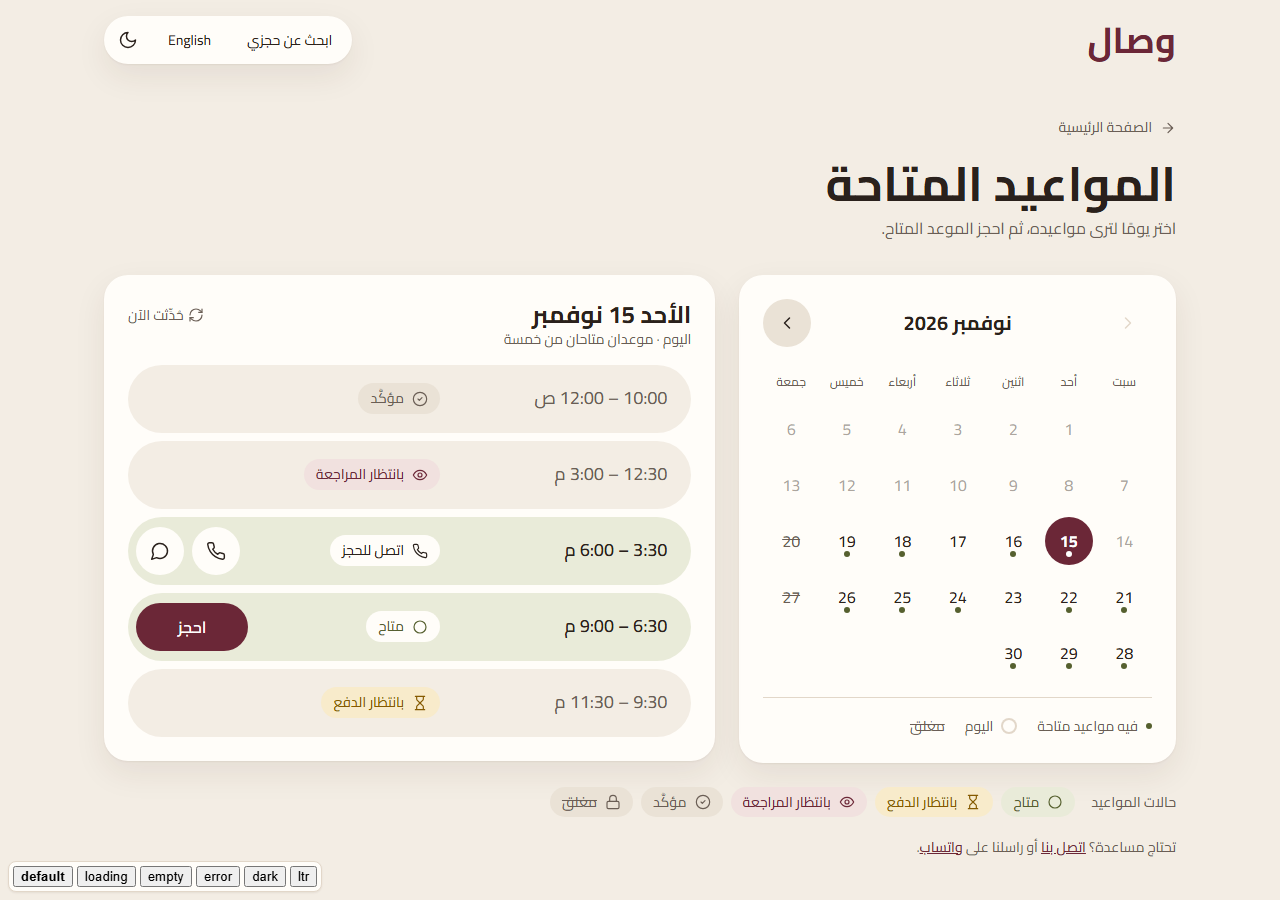 وصال
ابحث عن حجزي
English
الصفحة الرئيسية
المواعيد المتاحة
اختر يومًا لترى مواعيده، ثم احجز الموعد المتاح.
نوفمبر 2026
سبت أحد اثنين ثلاثاء أربعاء خميس جمعة
1 2 3 4 5 6
7 8 9 10 11 12 13
14 15 16 17 18 19 20
21 22 23 24 25 26 27
28 29 30
فيه مواعيد متاحة اليوم مغلق
الأحد 15 نوفمبر
حُدّثت الآن
اليوم · موعدان متاحان من خمسة
10:00 – 12:00 ص مؤكَّد
12:30 – 3:00 م بانتظار المراجعة
3:30 – 6:00 م اتصل للحجز
6:30 – 9:00 م متاح احجز
9:30 – 11:30 م بانتظار الدفع
حالات المواعيد متاح بانتظار الدفع بانتظار المراجعة مؤكَّد مغلق
تحتاج مساعدة؟ اتصل بنا أو راسلنا على واتساب.
default loading empty error dark ltr